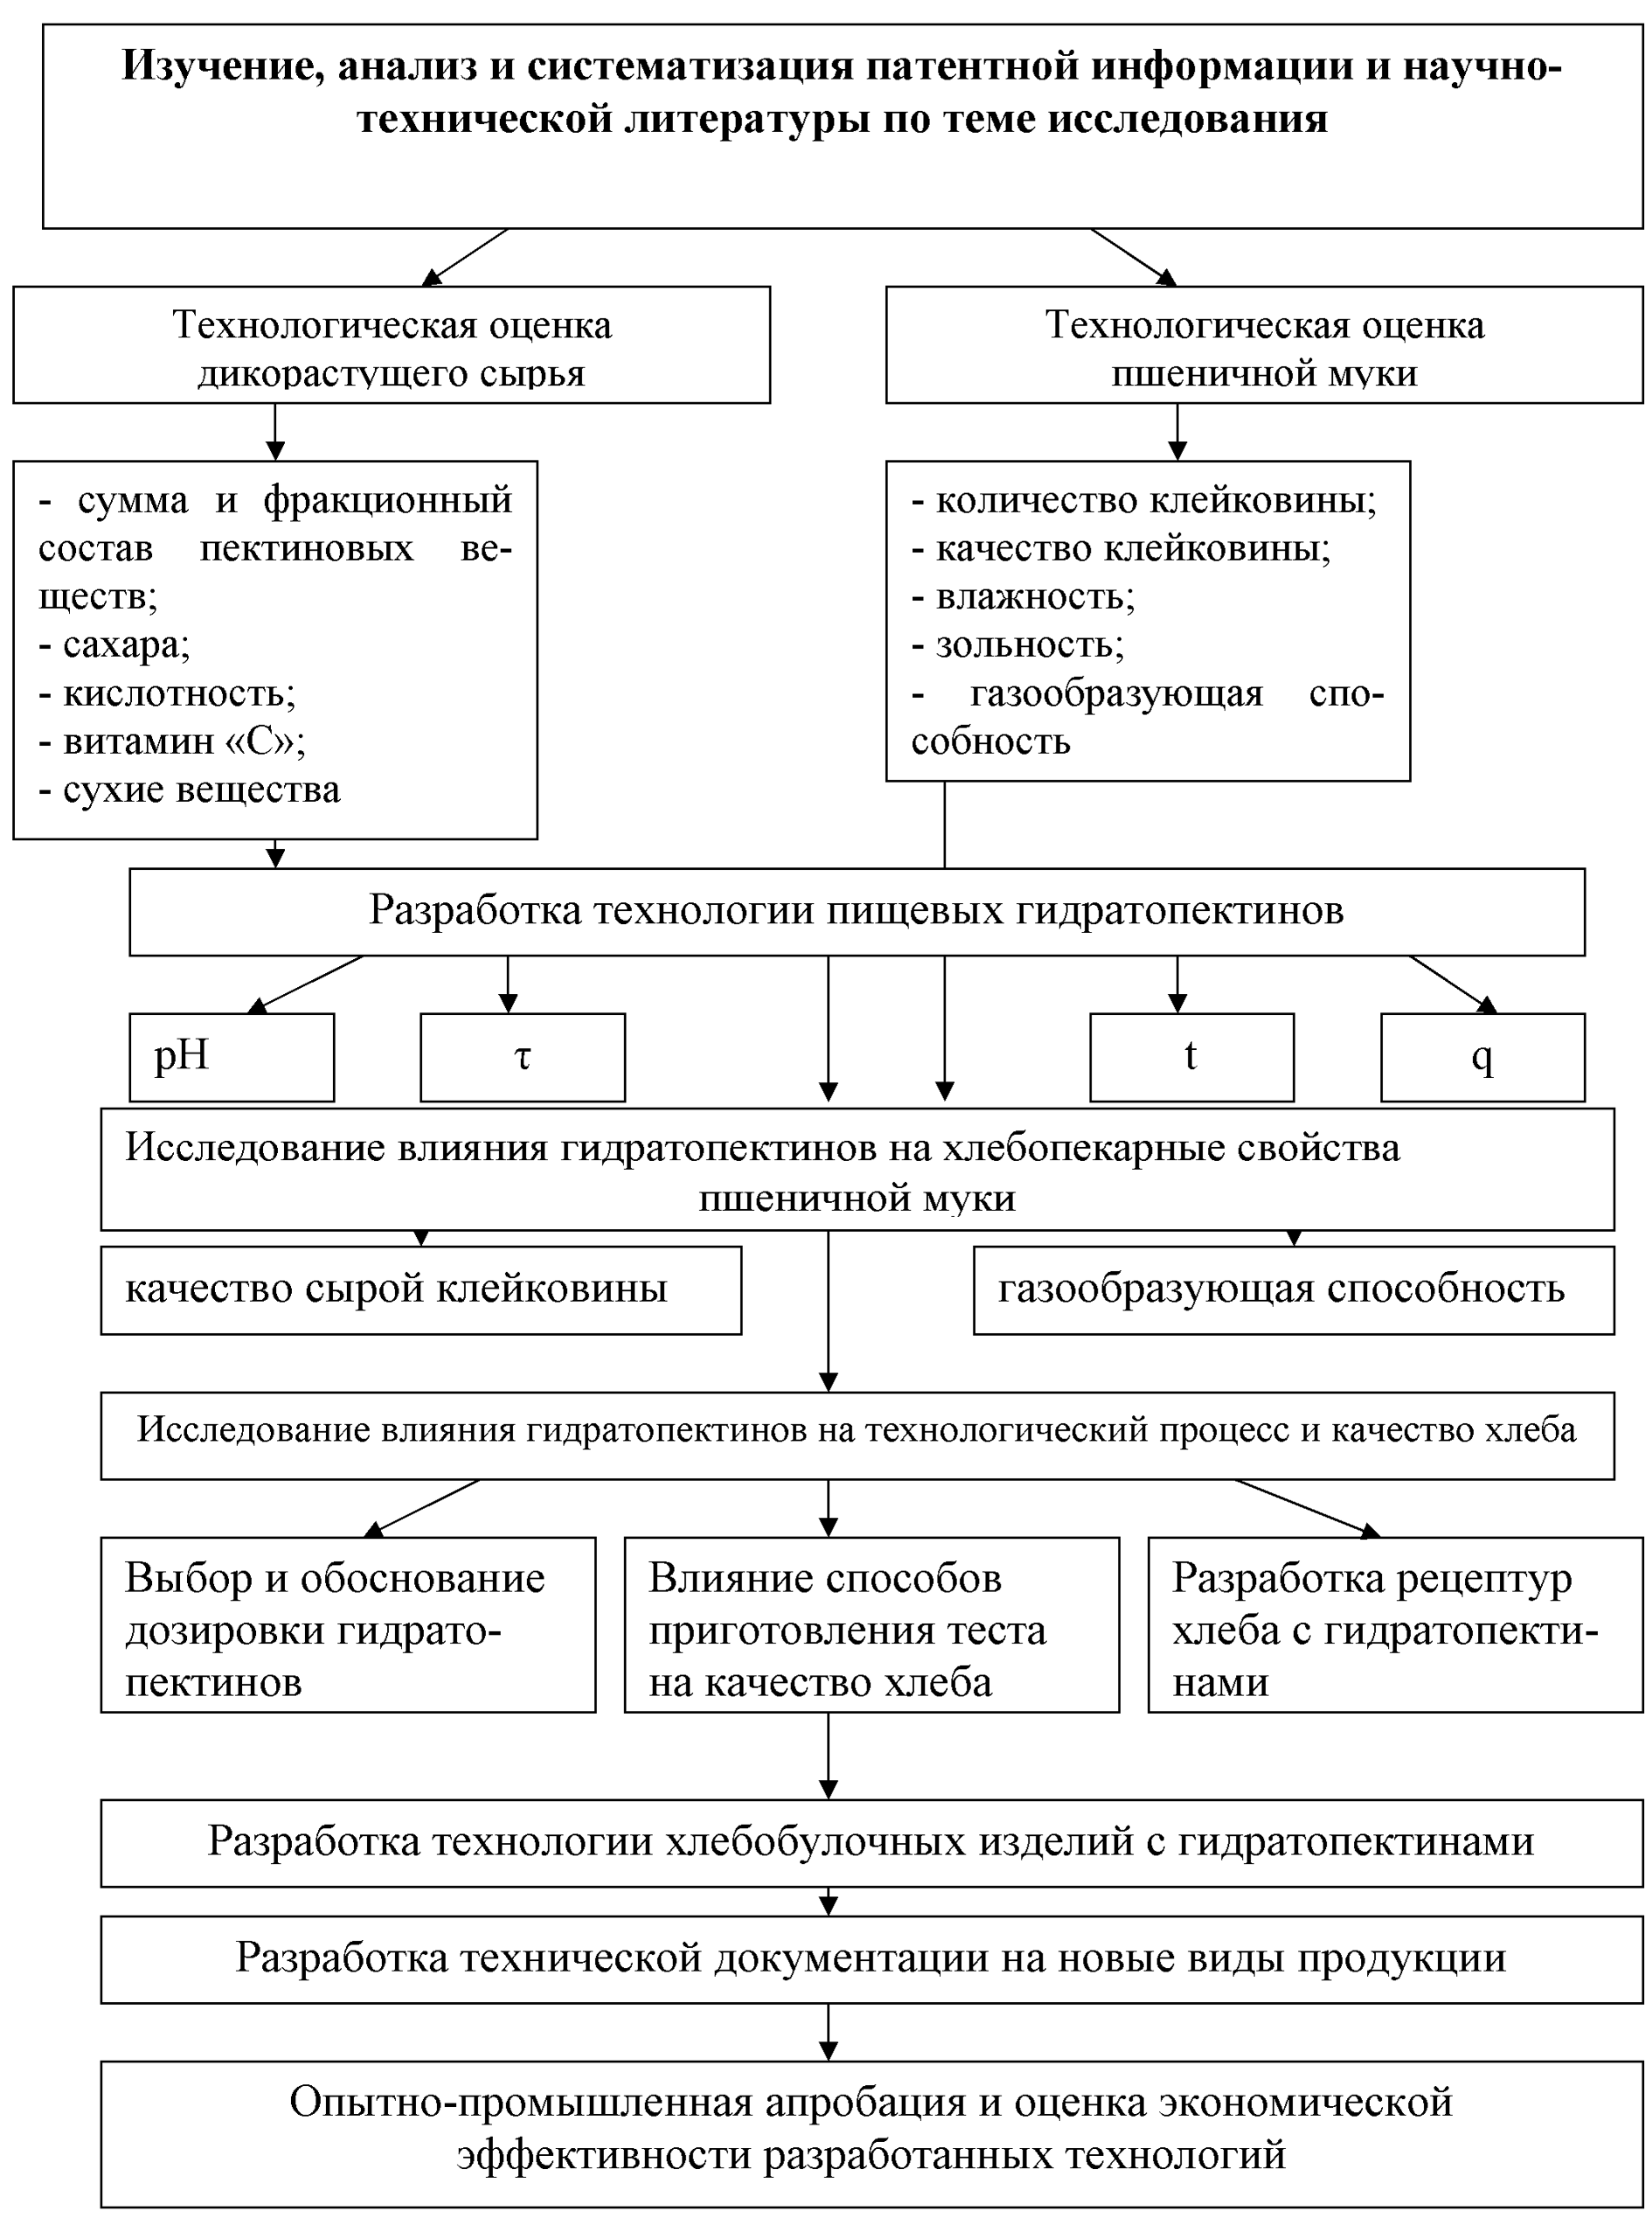 Изучение, анализ и систематизация патентной информации и научно-
технической литературы по теме исследования
Технологическая оценка
дикорастущего сырья
Технологическая оценка
пшеничной муки
- сумма и фракционный
состав пектиновых ве-
ществ;
- сахара;
- кислотность;
- витамин «С»;
- сухие вещества
- количество клейковины;
- качество клейковины;
- влажность;
- зольность;
- газообразующая спо-
собность
Разработка технологии пищевых гидратопектинов
pH
τ
t
q
Исследование влияния гидратопектинов на хлебопекарные свойства
пшеничной муки
качество сырой клейковины
газообразующая способность
Исследование влияния гидратопектинов на технологический процесс и качество хлеба
Выбор и обоснование
дозировки гидрато-
пектинов
Влияние способов
приготовления теста
на качество хлеба
Разработка рецептур
хлеба с гидратопекти-
нами
Разработка технологии хлебобулочных изделий с гидратопектинами
Разработка технической документации на новые виды продукции
Опытно-промышленная апробация и оценка экономической
эффективности разработанных технологий